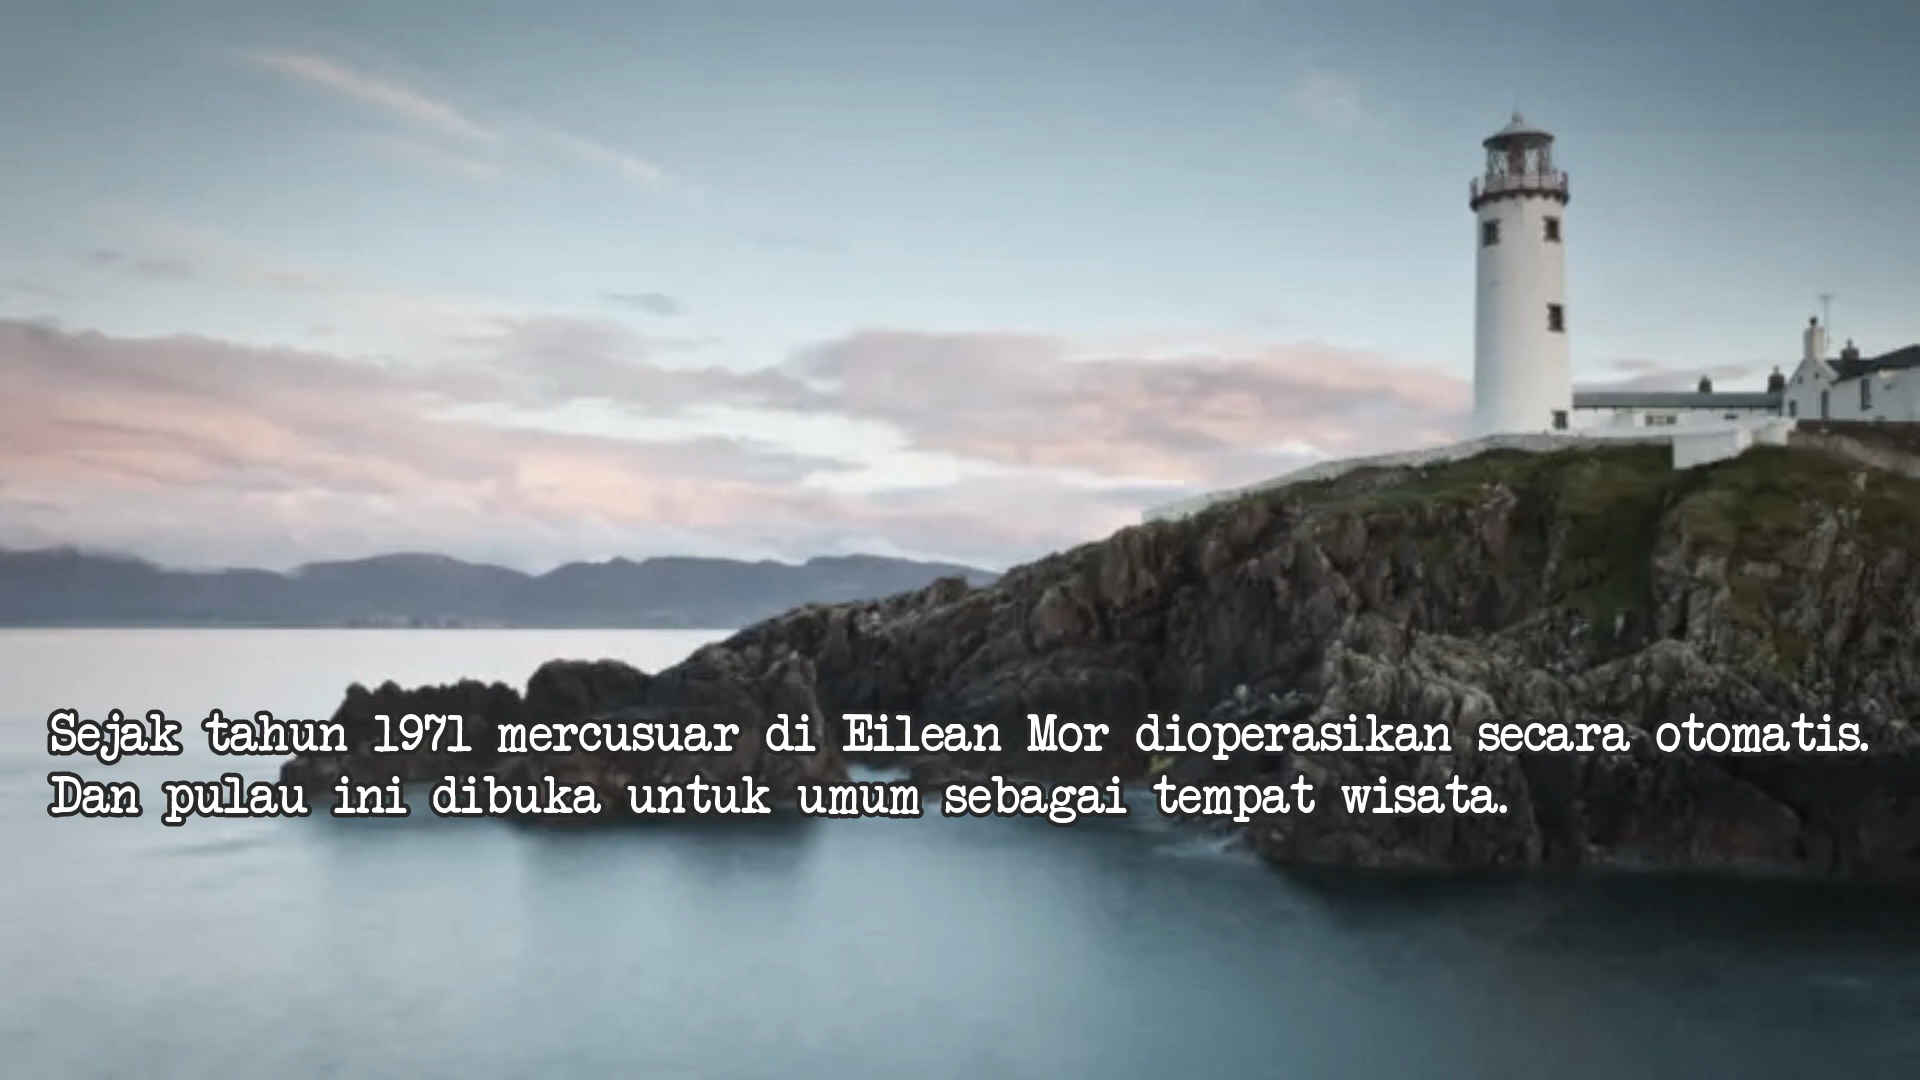 Sejak tahun 1971 mercusuar di Eilean Mor dioperasikan secara otomatis.
Dan pulau ini dibuka untuk umum sebagai tempat wisata.